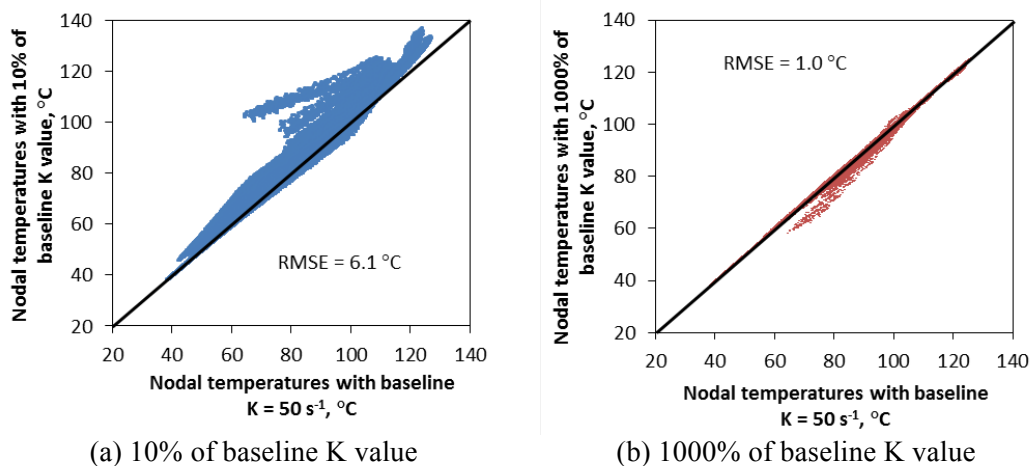 Nodal temperatures with 10% of
baseline K value, °C
140
120
100
80
60
40
20
RMSE = 6.1 °C
20 40 60 80 100 120 140
Nodal temperatures with baseline
K = 50 s⁻¹, °C
(a) 10% of baseline K value
Nodal temperatures with 1000% of
baseline K value, °C
140
120
100
80
60
40
20
RMSE = 1.0 °C
20 40 60 80 100 120 140
Nodal temperatures with baseline
K = 50 s⁻¹, °C
(b) 1000% of baseline K value